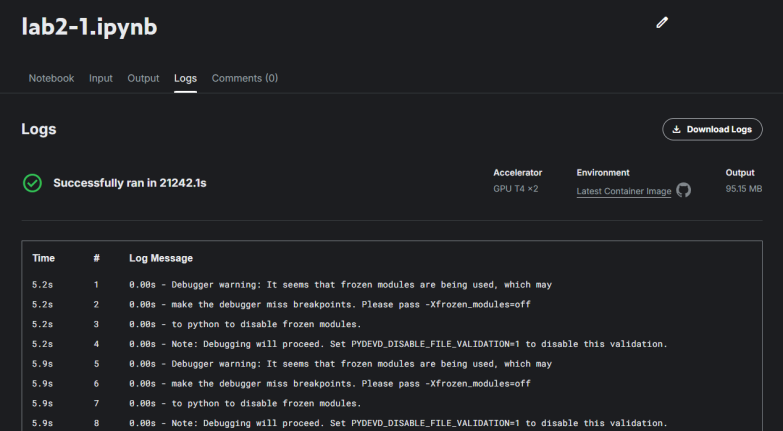 lab2-1.ipynb
Notebook Input Output Logs Comments (0)
Logs
Download Logs
Successfully ran in 21242.1s
Accelerator
GPU T4 ×2
Environment
Latest Container Image
Output
95.15 MB
Time # Log Message
5.2s 1 0.00s - Debugger warning: It seems that frozen modules are being used, which may
5.2s 2 0.00s - make the debugger miss breakpoints. Please pass -Xfrozen_modules=off
5.2s 3 0.00s - to python to disable frozen modules.
5.2s 4 0.00s - Note: Debugging will proceed. Set PYDEVD_DISABLE_FILE_VALIDATION=1 to disable this validation.
5.9s 5 0.00s - Debugger warning: It seems that frozen modules are being used, which may
5.9s 6 0.00s - make the debugger miss breakpoints. Please pass -Xfrozen_modules=off
5.9s 7 0.00s - to python to disable frozen modules.
5.9s 8 0.00s - Note: Debugging will proceed. Set PYDEVD_DISABLE_FILE_VALIDATION=1 to disable this validation.